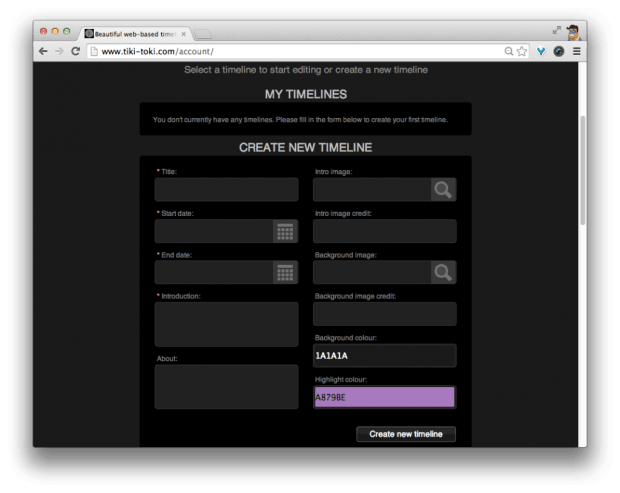 Beautiful web-based timel
www.tiki-toki.com/account/
Select a timeline to start editing or create a new timeline
MY TIMELINES
You don't currently have any timelines. Please fill in the form below to create your first timeline.
CREATE NEW TIMELINE
* Title:
Intro image:
* Start date:
Intro image credit:
* End date:
Background image:
* Introduction:
Background image credit:
Background colour:
1A1A1A
About:
Highlight colour:
A879BE
Create new timeline